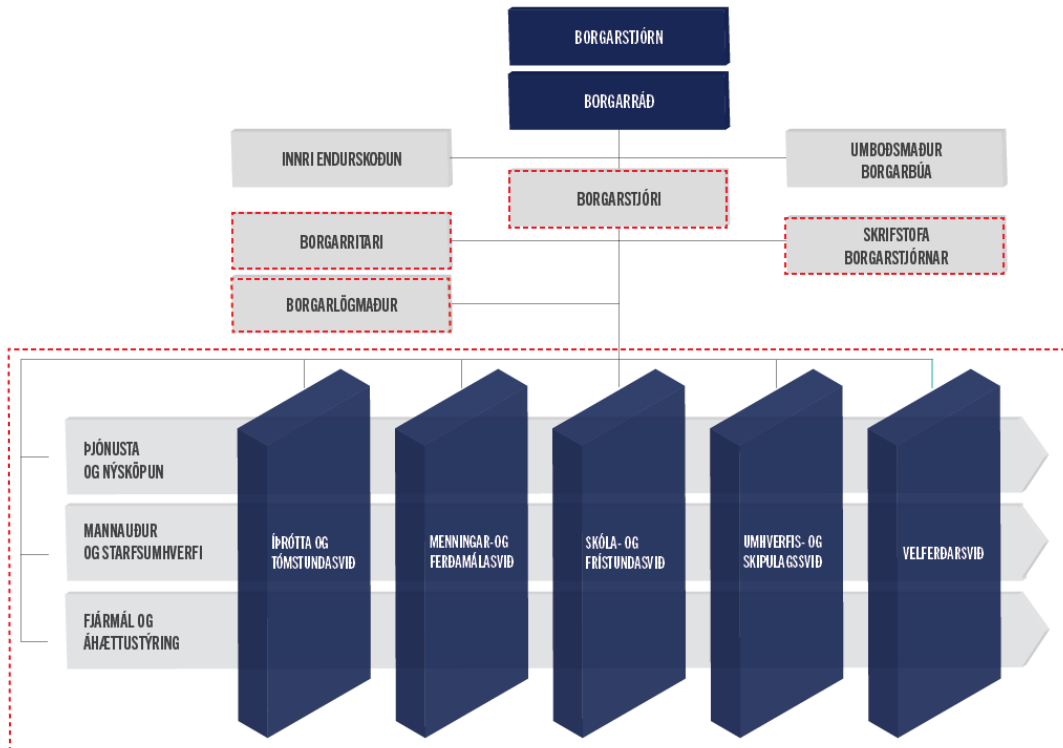 BORGARSTJÓRN
BORGARRÁÐ
INNRI ENDURSKOÐUN
UMBOÐSMAÐUR
BORGARBÚA
BORGARSTJÓRI
BORGARRITARI
SKRIFSTOFA
BORGARSTJÓRNAR
BORGARLÖGMAÐUR
ÞJÓNUSTA
OG NÝSKÖPUN
MANNAUÐUR
OG STARFSUMHVERFI
FJÁRMÁL OG
ÁHÆTTUSTÝRING
ÍÞRÓTTA OG
TÓMSTUNDASVIÐ
MENNINGAR- OG
FERÐAMÁLASVIÐ
SKÓLA- OG
FRÍSTUNDASVIÐ
UMHVERFIS- OG
SKIPULAGSSVIÐ
VELFERÐARSVIÐ